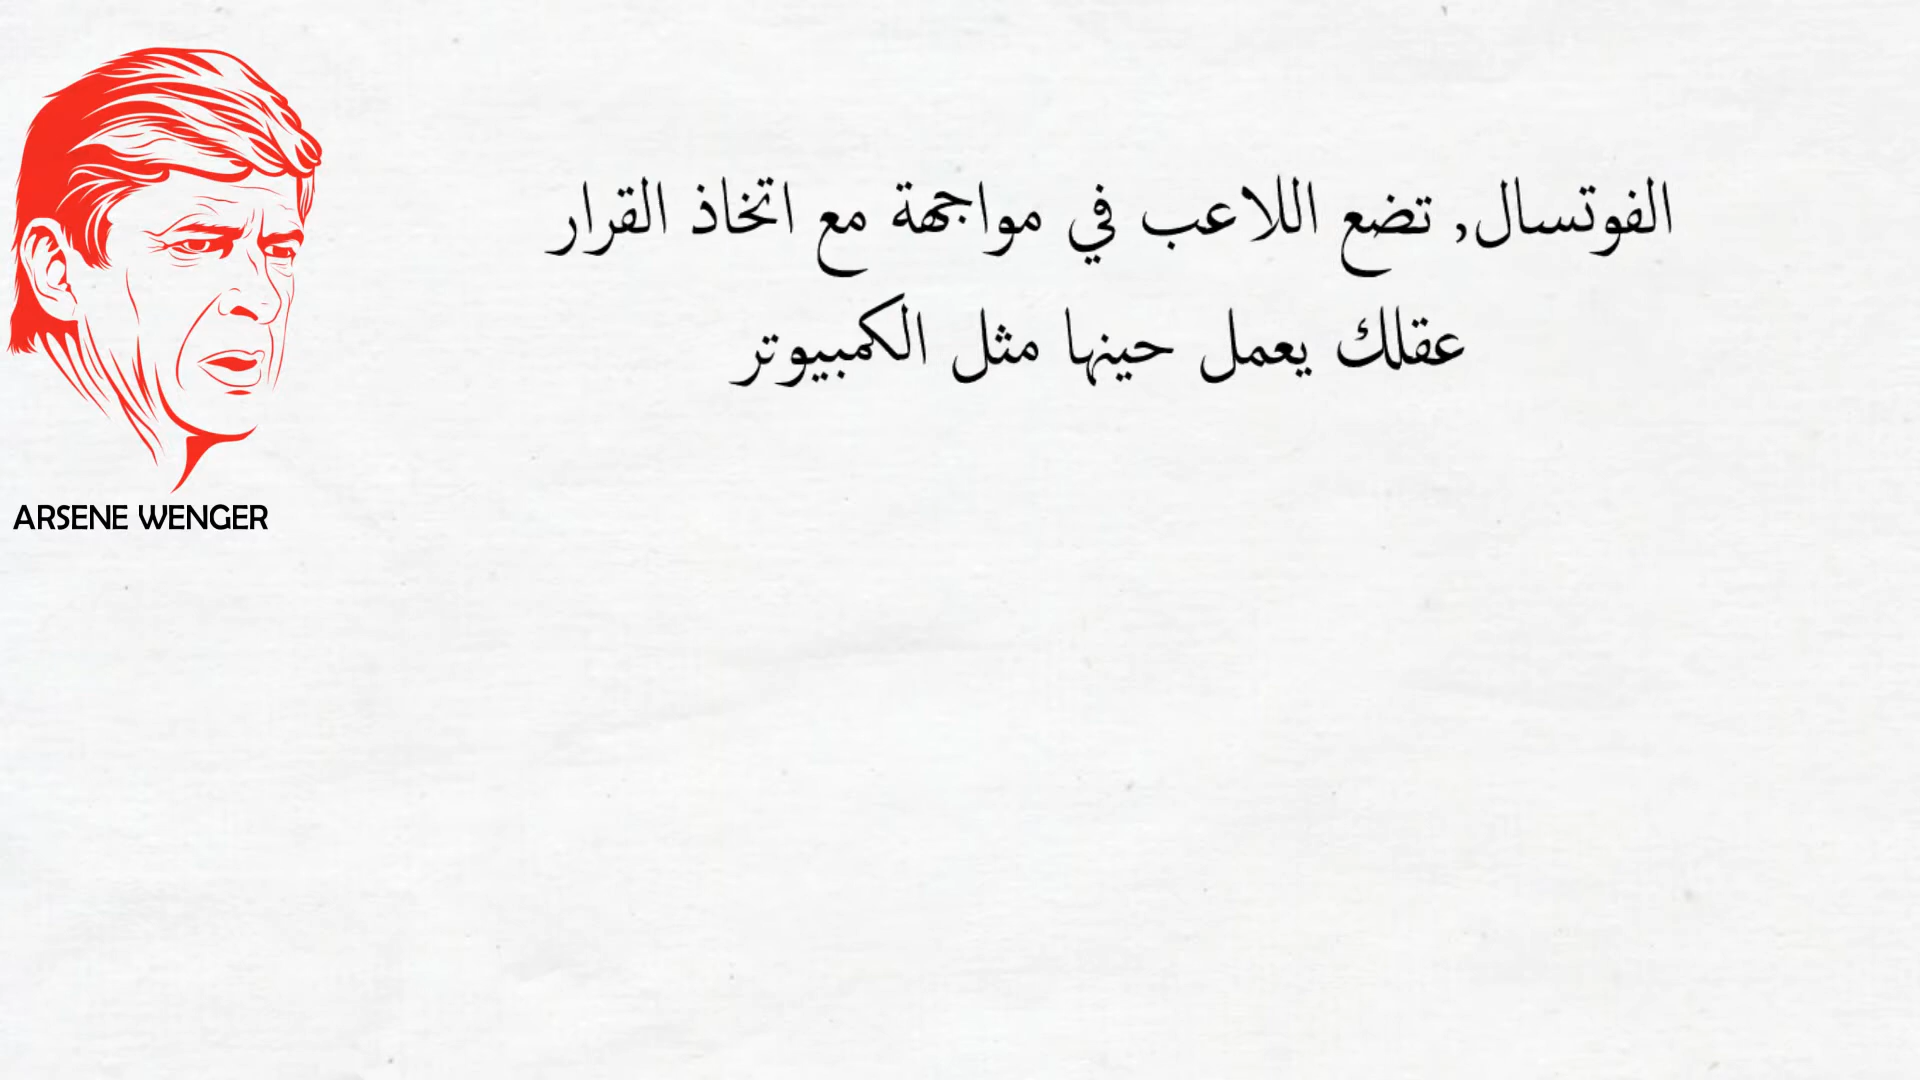 الفوتسال, تضع اللاعب في مواجهة مع اتخاذ القرار
عقلك يعمل حينها مثل الكمبيوتر
ARSENE WENGER